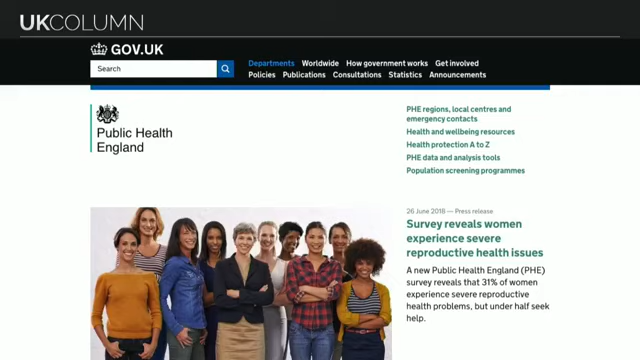 UKCOLUMN
GOV.UK
Search
Departments Worldwide How government works Get involved
Policies Publications Consultations Statistics Announcements
Public Health
England
PHE regions, local centres and
emergency contacts
Health and wellbeing resources
Health protection A to Z
PHE data and analysis tools
Population screening programmes
26 June 2018 — Press release
Survey reveals women
experience severe
reproductive health issues
A new Public Health England (PHE)
survey reveals that 31% of women
experience severe reproductive
health problems, but under half seek
help.